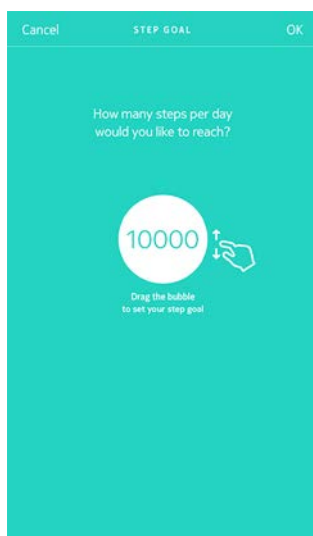 Cancel STEP GOAL OK
How many steps per day
would you like to reach?
10000
Drag the bubble
to set your step goal